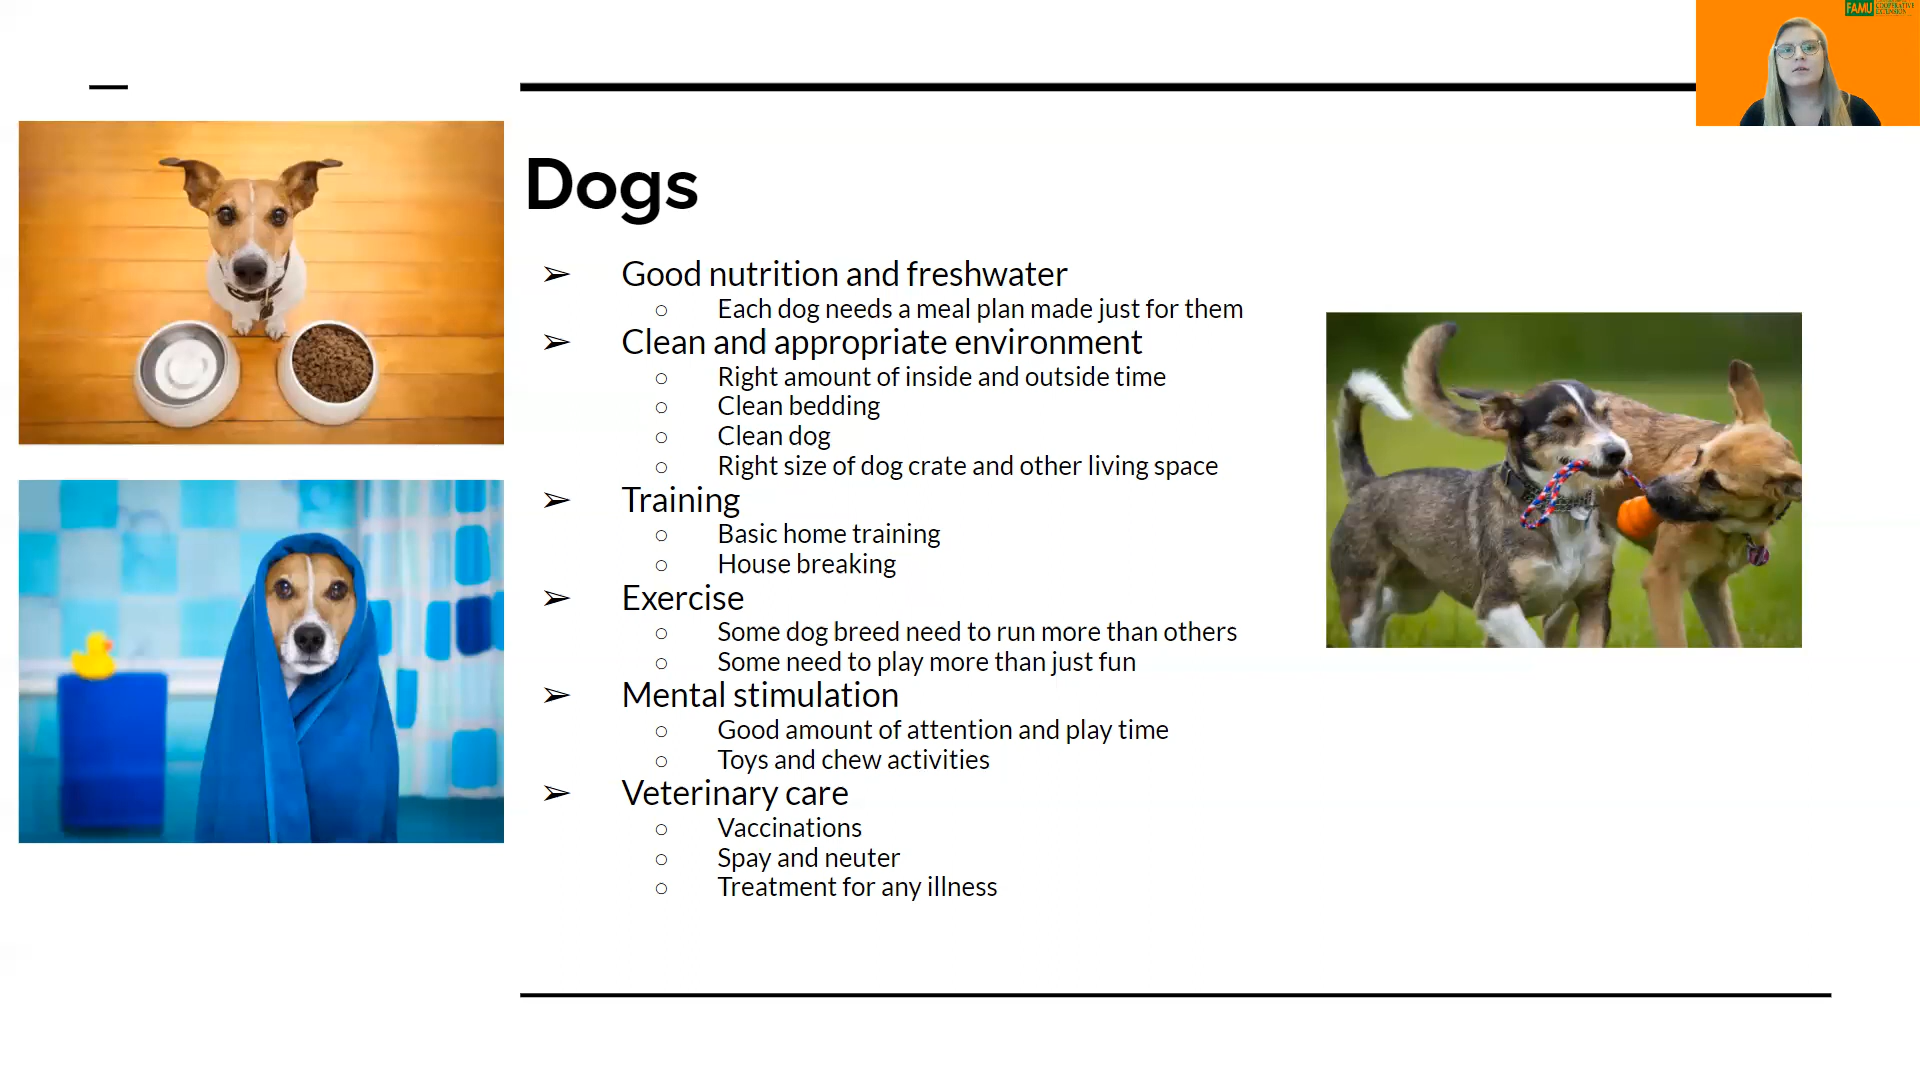 FAMU COOPERATIVE
EXTENSION
Dogs
➢ Good nutrition and freshwater
○ Each dog needs a meal plan made just for them
➢ Clean and appropriate environment
○ Right amount of inside and outside time
○ Clean bedding
○ Clean dog
○ Right size of dog crate and other living space
➢ Training
○ Basic home training
○ House breaking
➢ Exercise
○ Some dog breed need to run more than others
○ Some need to play more than just fun
➢ Mental stimulation
○ Good amount of attention and play time
○ Toys and chew activities
➢ Veterinary care
○ Vaccinations
○ Spay and neuter
○ Treatment for any illness